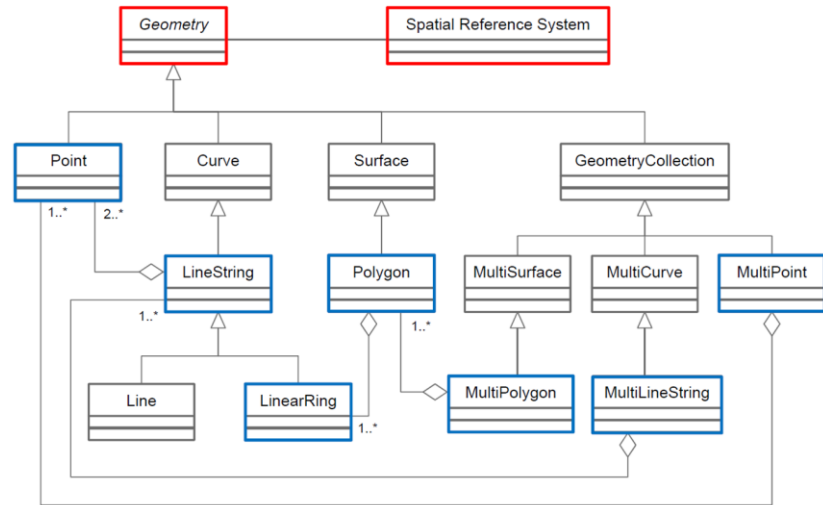 Geometry
Spatial Reference System
Point
Curve
Surface
GeometryCollection
1..*
2..*
LineString
Polygon
MultiSurface
MultiCurve
MultiPoint
1..*
1..*
Line
LinearRing
MultiPolygon
MultiLineString
1..*